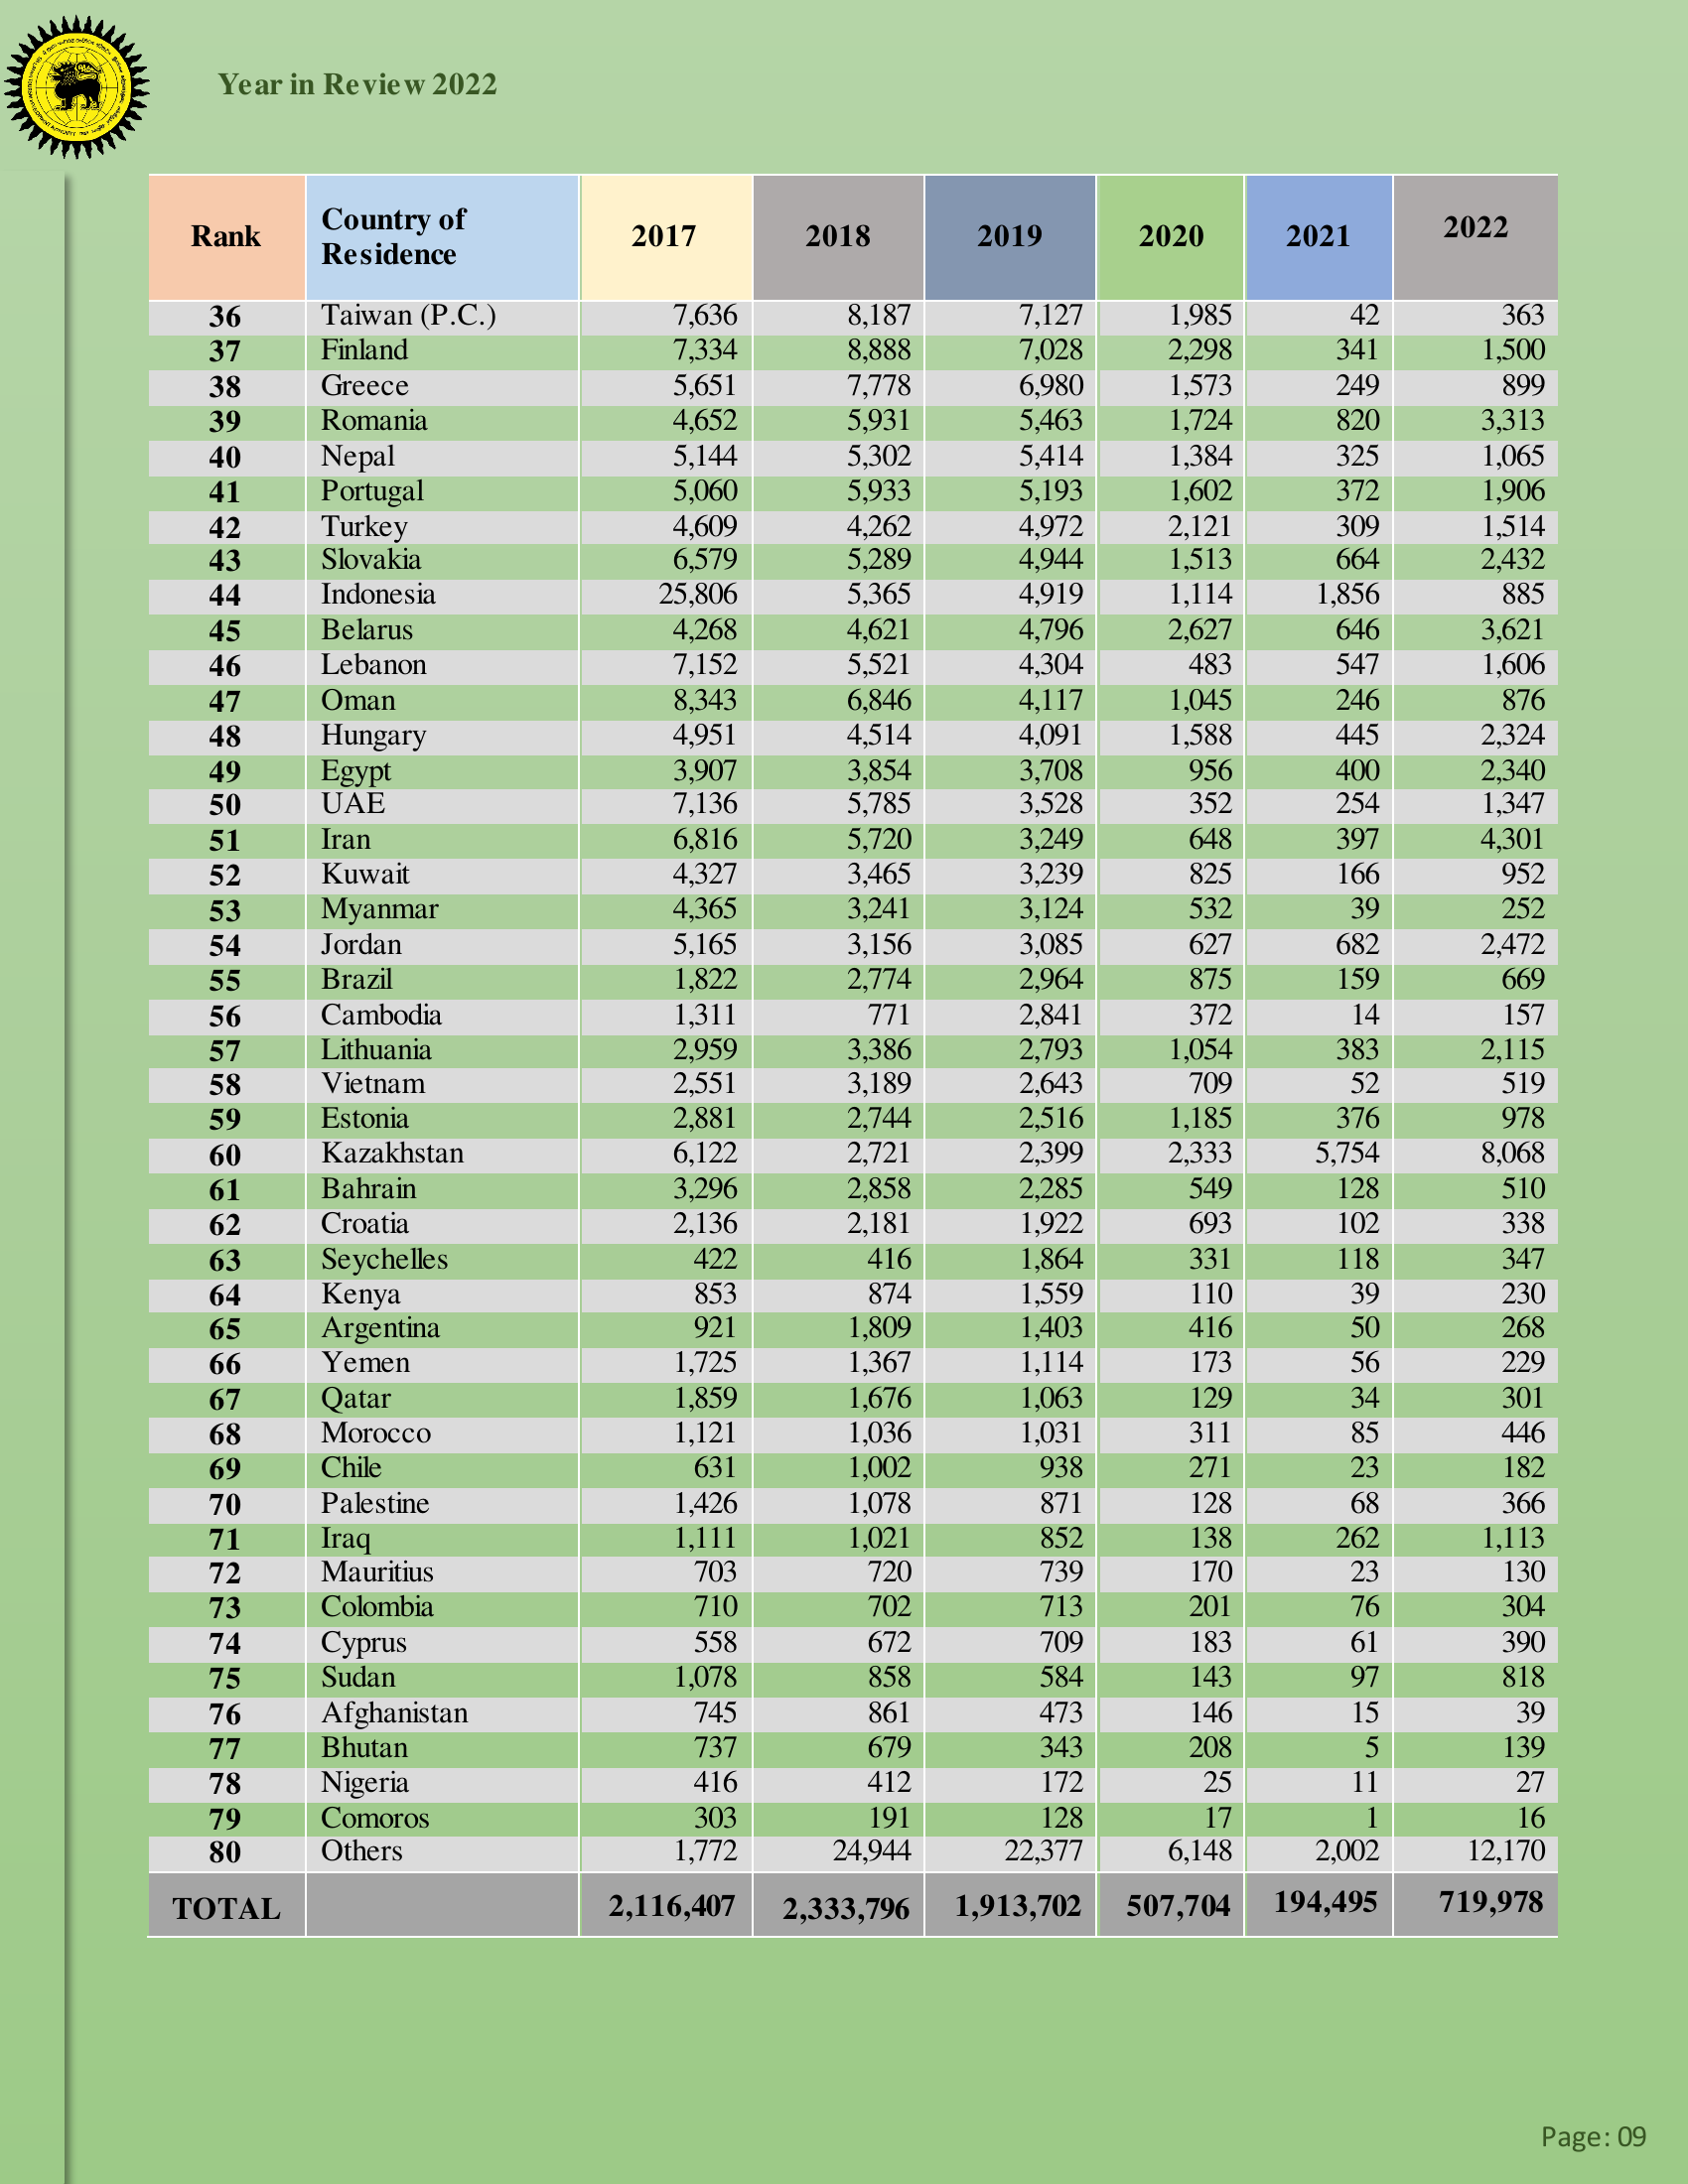 Year in Review 2022
Rank Country of Residence 2017 2018 2019 2020 2021 2022
36 Taiwan (P.C.) 7,636 8,187 7,127 1,985 42 363
37 Finland 7,334 8,888 7,028 2,298 341 1,500
38 Greece 5,651 7,778 6,980 1,573 249 899
39 Romania 4,652 5,931 5,463 1,724 820 3,313
40 Nepal 5,144 5,302 5,414 1,384 325 1,065
41 Portugal 5,060 5,933 5,193 1,602 372 1,906
42 Turkey 4,609 4,262 4,972 2,121 309 1,514
43 Slovakia 6,579 5,289 4,944 1,513 664 2,432
44 Indonesia 25,806 5,365 4,919 1,114 1,856 885
45 Belarus 4,268 4,621 4,796 2,627 646 3,621
46 Lebanon 7,152 5,521 4,304 483 547 1,606
47 Oman 8,343 6,846 4,117 1,045 246 876
48 Hungary 4,951 4,514 4,091 1,588 445 2,324
49 Egypt 3,907 3,854 3,708 956 400 2,340
50 UAE 7,136 5,785 3,528 352 254 1,347
51 Iran 6,816 5,720 3,249 648 397 4,301
52 Kuwait 4,327 3,465 3,239 825 166 952
53 Myanmar 4,365 3,241 3,124 532 39 252
54 Jordan 5,165 3,156 3,085 627 682 2,472
55 Brazil 1,822 2,774 2,964 875 159 669
56 Cambodia 1,311 771 2,841 372 14 157
57 Lithuania 2,959 3,386 2,793 1,054 383 2,115
58 Vietnam 2,551 3,189 2,643 709 52 519
59 Estonia 2,881 2,744 2,516 1,185 376 978
60 Kazakhstan 6,122 2,721 2,399 2,333 5,754 8,068
61 Bahrain 3,296 2,858 2,285 549 128 510
62 Croatia 2,136 2,181 1,922 693 102 338
63 Seychelles 422 416 1,864 331 118 347
64 Kenya 853 874 1,559 110 39 230
65 Argentina 921 1,809 1,403 416 50 268
66 Yemen 1,725 1,367 1,114 173 56 229
67 Qatar 1,859 1,676 1,063 129 34 301
68 Morocco 1,121 1,036 1,031 311 85 446
69 Chile 631 1,002 938 271 23 182
70 Palestine 1,426 1,078 871 128 68 366
71 Iraq 1,111 1,021 852 138 262 1,113
72 Mauritius 703 720 739 170 23 130
73 Colombia 710 702 713 201 76 304
74 Cyprus 558 672 709 183 61 390
75 Sudan 1,078 858 584 143 97 818
76 Afghanistan 745 861 473 146 15 39
77 Bhutan 737 679 343 208 5 139
78 Nigeria 416 412 172 25 11 27
79 Comoros 303 191 128 17 1 16
80 Others 1,772 24,944 22,377 6,148 2,002 12,170
TOTAL 2,116,407 2,333,796 1,913,702 507,704 194,495 719,978
Page: 09